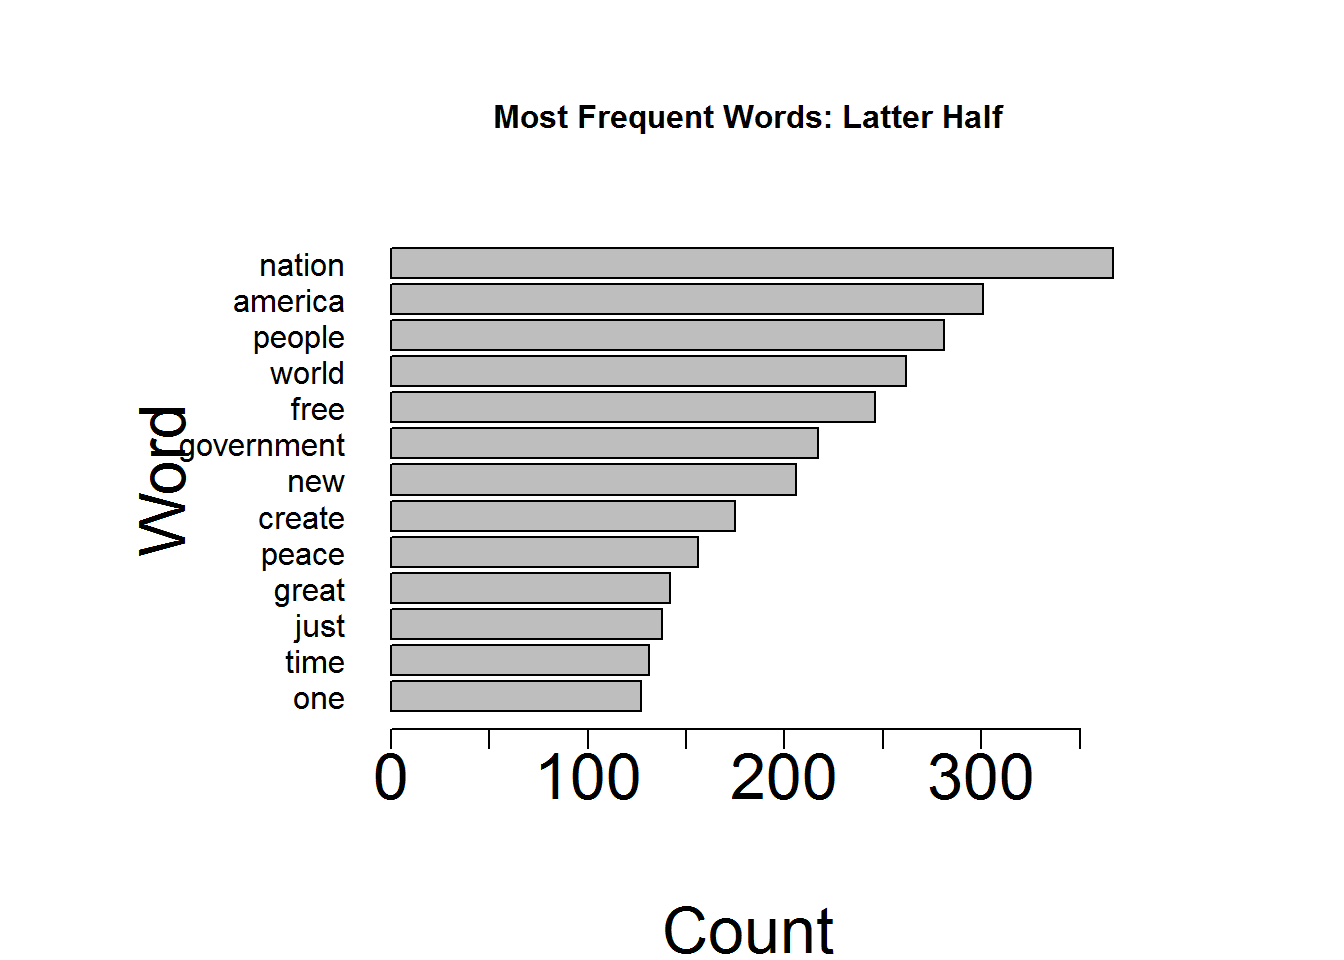 Most Frequent Words: Latter Half
Word
nation
america
people
world
free
government
new
create
peace
great
just
time
one
0 100 200 300
Count